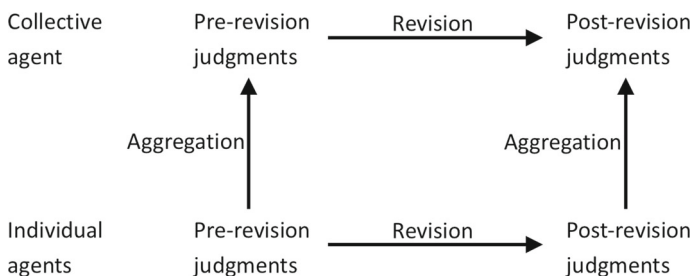 Collective Pre-revision Revision Post-revision
agent judgments judgments
Aggregation Aggregation
Individual Pre-revision Revision Post-revision
agents judgments judgments